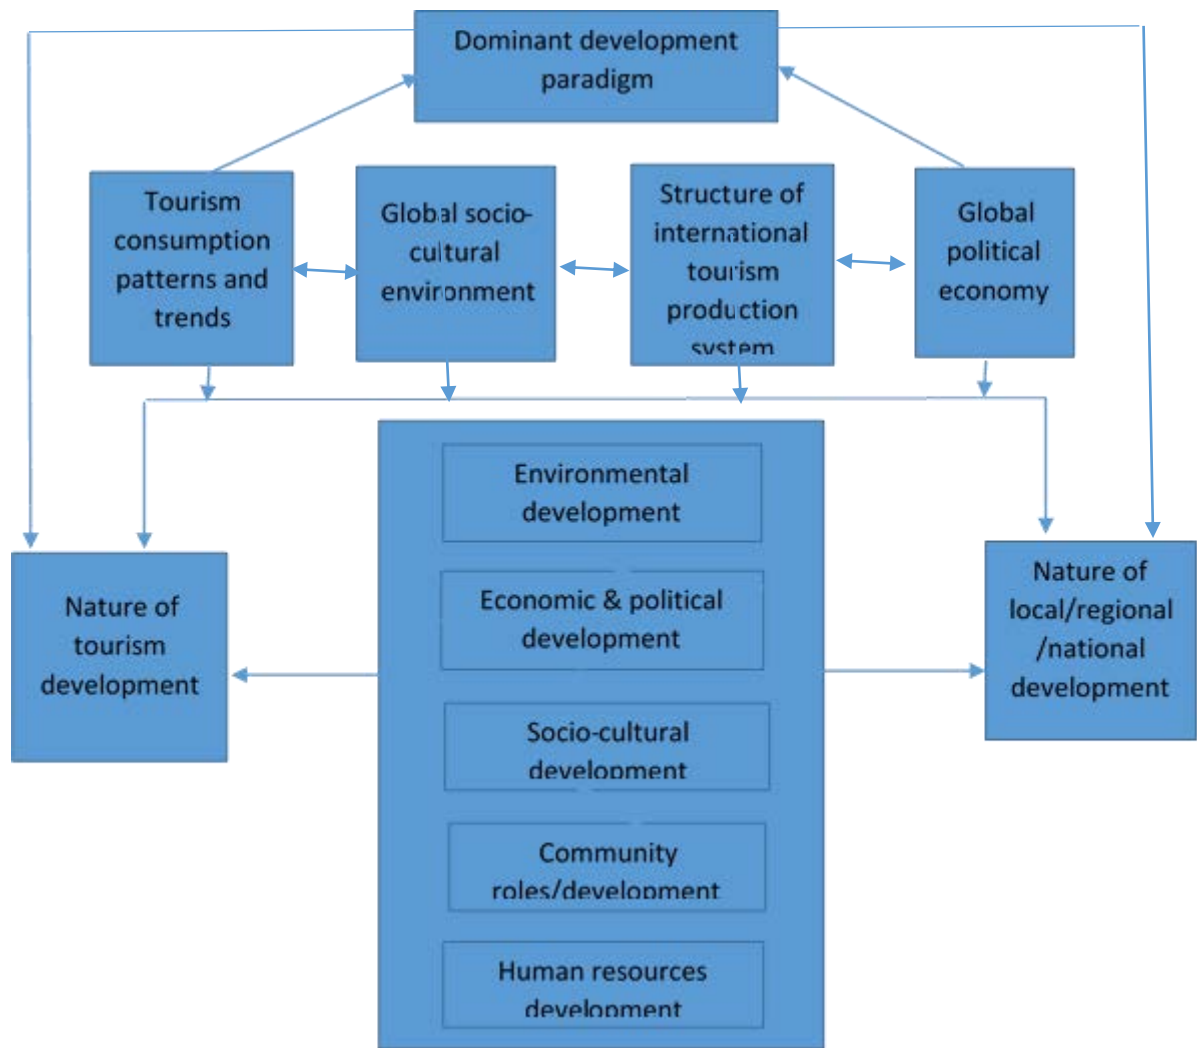 Dominant development
paradigm
Tourism
consumption
patterns and
trends
Global socio-
cultural
environment
Structure of
international
tourism
production
system
Global
political
economy
Environmental
development
Economic & political
development
Socio-cultural
development
Community
roles/development
Human resources
development
Nature of
tourism
development
Nature of
local/regional
/national
development